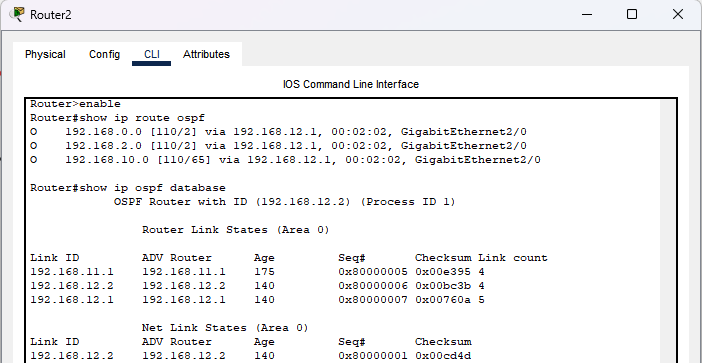 Router2
Physical Config CLI Attributes
IOS Command Line Interface
Router>enable
Router#show ip route ospf
O    192.168.0.0 [110/2] via 192.168.12.1, 00:02:02, GigabitEthernet2/0
O    192.168.2.0 [110/2] via 192.168.12.1, 00:02:02, GigabitEthernet2/0
O    192.168.10.0 [110/65] via 192.168.12.1, 00:02:02, GigabitEthernet2/0
Router#show ip ospf database
OSPF Router with ID (192.168.12.2) (Process ID 1)
Router Link States (Area 0)
Link ID ADV Router Age Seq# Checksum Link count
192.168.11.1 192.168.11.1 175 0x80000005 0x00e395 4
192.168.12.2 192.168.12.2 140 0x80000006 0x00bc3b 4
192.168.12.1 192.168.12.1 140 0x80000007 0x00760a 5
Net Link States (Area 0)
Link ID ADV Router Age Seq# Checksum
192.168.12.2 192.168.12.2 140 0x80000001 0x00cd4d